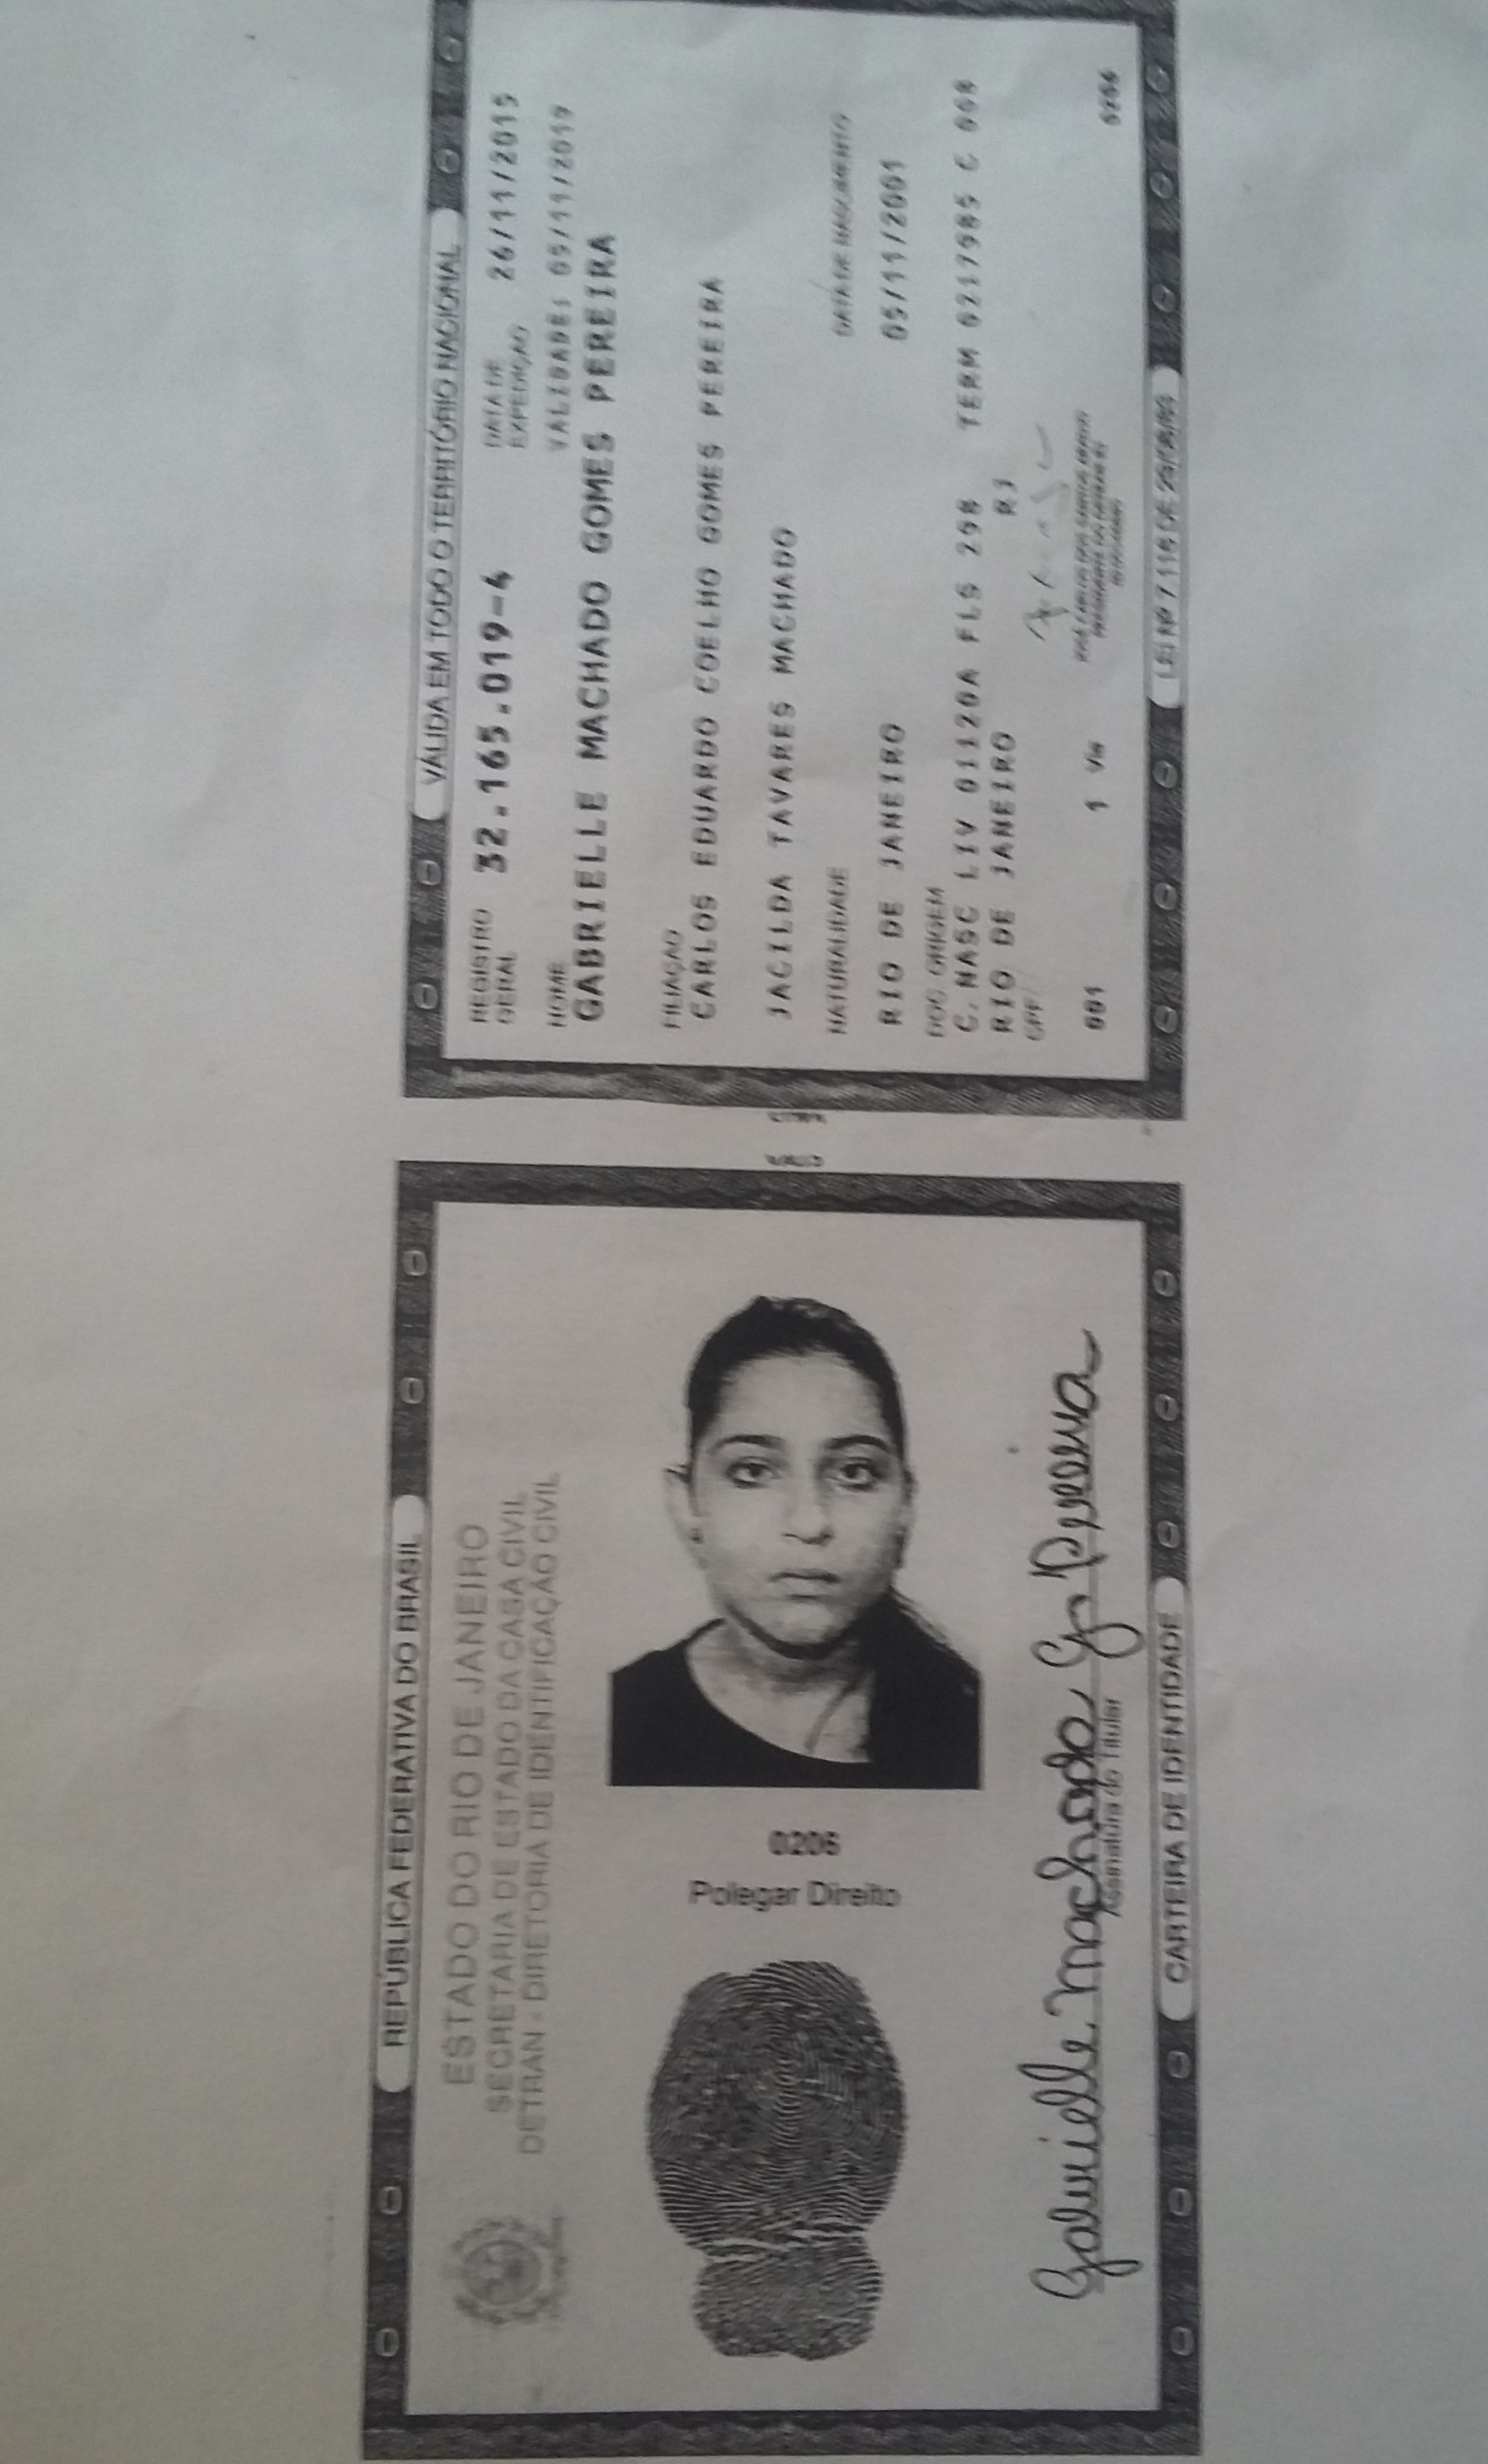 REPÚBLICA FEDERATIVA DO BRASIL
ESTADO DO RIO DE JANEIRO
SECRETARIA DE ESTADO DA CASA CIVIL
DETRAN - DIRETORIA DE IDENTIFICAÇÃO CIVIL
0206
Polegar Direito
Gabrielle Machado G. Pereira
Assinatura do Titular
CARTEIRA DE IDENTIDADE
VÁLIDA EM TODO O TERRITÓRIO NACIONAL
REGISTRO GERAL 32.165.019-4 DATA DE EXPEDIÇÃO 26/11/2015
VALIDADE: 05/11/2019
NOME
GABRIELLE MACHADO GOMES PEREIRA
FILIAÇÃO
CARLOS EDUARDO COELHO GOMES PEREIRA
JACILDA TAVARES MACHADO
NATURALIDADE DATA DE NASCIMENTO
RIO DE JANEIRO 05/11/2001
DOC. ORIGEM
C. NASC LIV 01120A FLS 298 TERM 0217985 C 008
RIO DE JANEIRO RJ
CPF
001 1 Via 0206
LEI Nº 7.116 DE 29/08/83